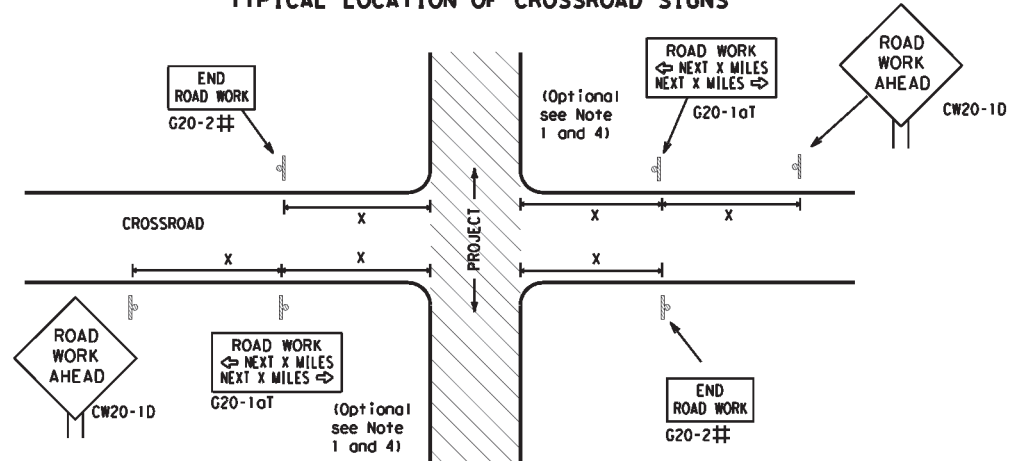 TYPICAL LOCATION OF CROSSROAD SIGNS
ROAD
WORK
AHEAD
CW20-1D
ROAD WORK
⇦ NEXT X MILES
NEXT X MILES ⇨
G20-1aT
(Optional
see Note
1 and 4)
END
ROAD WORK
G20-2#
X
X
X
CROSSROAD
PROJECT
X
X
X
ROAD
WORK
AHEAD
CW20-1D
ROAD WORK
⇦ NEXT X MILES
NEXT X MILES ⇨
G20-1aT
(Optional
see Note
1 and 4)
END
ROAD WORK
G20-2#